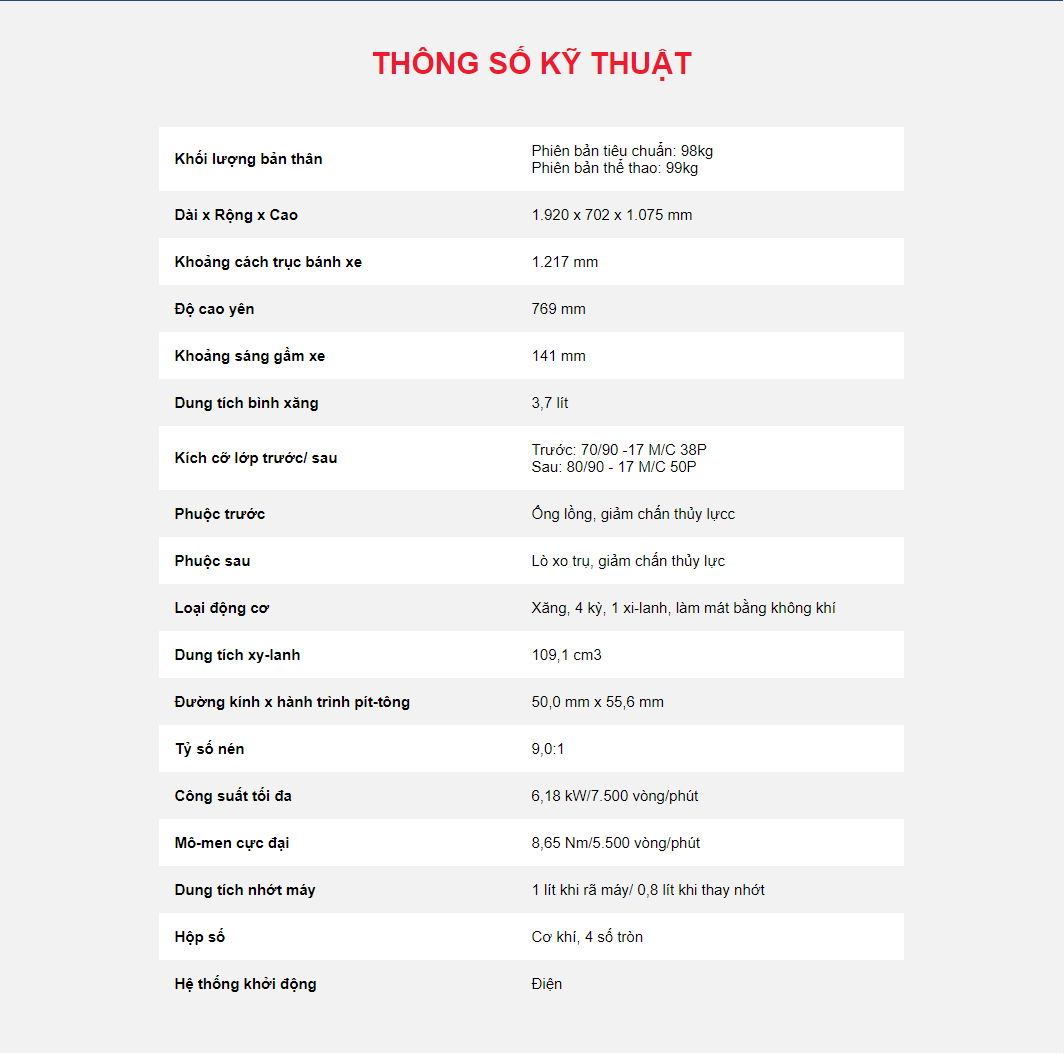 THÔNG SỐ KỸ THUẬT
Khối lượng bản thân
Phiên bản tiêu chuẩn: 98kg
Phiên bản thể thao: 99kg
Dài x Rộng x Cao
1.920 x 702 x 1.075 mm
Khoảng cách trục bánh xe
1.217 mm
Độ cao yên
769 mm
Khoảng sáng gầm xe
141 mm
Dung tích bình xăng
3,7 lít
Kích cỡ lớp trước/ sau
Trước: 70/90 -17 M/C 38P
Sau: 80/90 - 17 M/C 50P
Phuộc trước
Ống lồng, giảm chấn thủy lựcc
Phuộc sau
Lò xo trụ, giảm chấn thủy lực
Loại động cơ
Xăng, 4 kỳ, 1 xi-lanh, làm mát bằng không khí
Dung tích xy-lanh
109,1 cm3
Đường kính x hành trình pít-tông
50,0 mm x 55,6 mm
Tỷ số nén
9,0:1
Công suất tối đa
6,18 kW/7.500 vòng/phút
Mô-men cực đại
8,65 Nm/5.500 vòng/phút
Dung tích nhớt máy
1 lít khi rã máy/ 0,8 lít khi thay nhớt
Hộp số
Cơ khí, 4 số tròn
Hệ thống khởi động
Điện